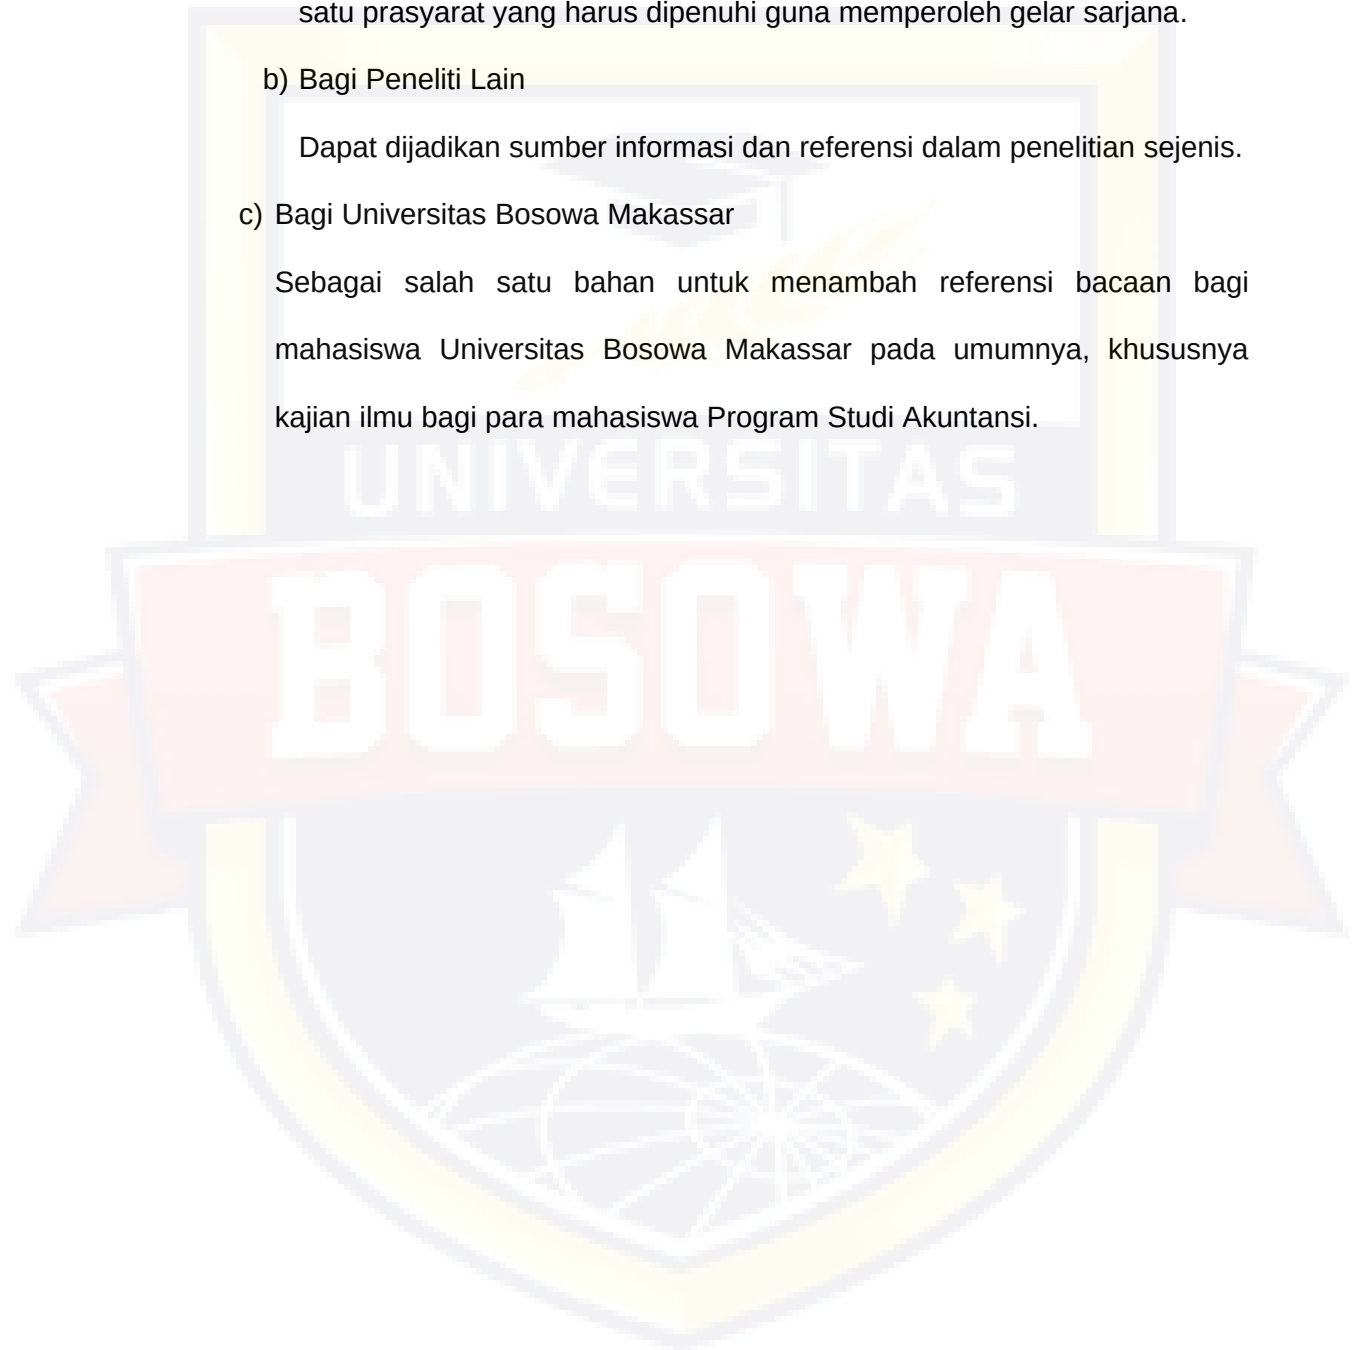 satu prasyarat yang harus dipenuhi guna memperoleh gelar sarjana.
b) Bagi Peneliti Lain
Dapat dijadikan sumber informasi dan referensi dalam penelitian sejenis.
c) Bagi Universitas Bosowa Makassar
Sebagai salah satu bahan untuk menambah referensi bacaan bagi
mahasiswa Universitas Bosowa Makassar pada umumnya, khususnya
kajian ilmu bagi para mahasiswa Program Studi Akuntansi.
UNIVERSITAS
BOSOWA